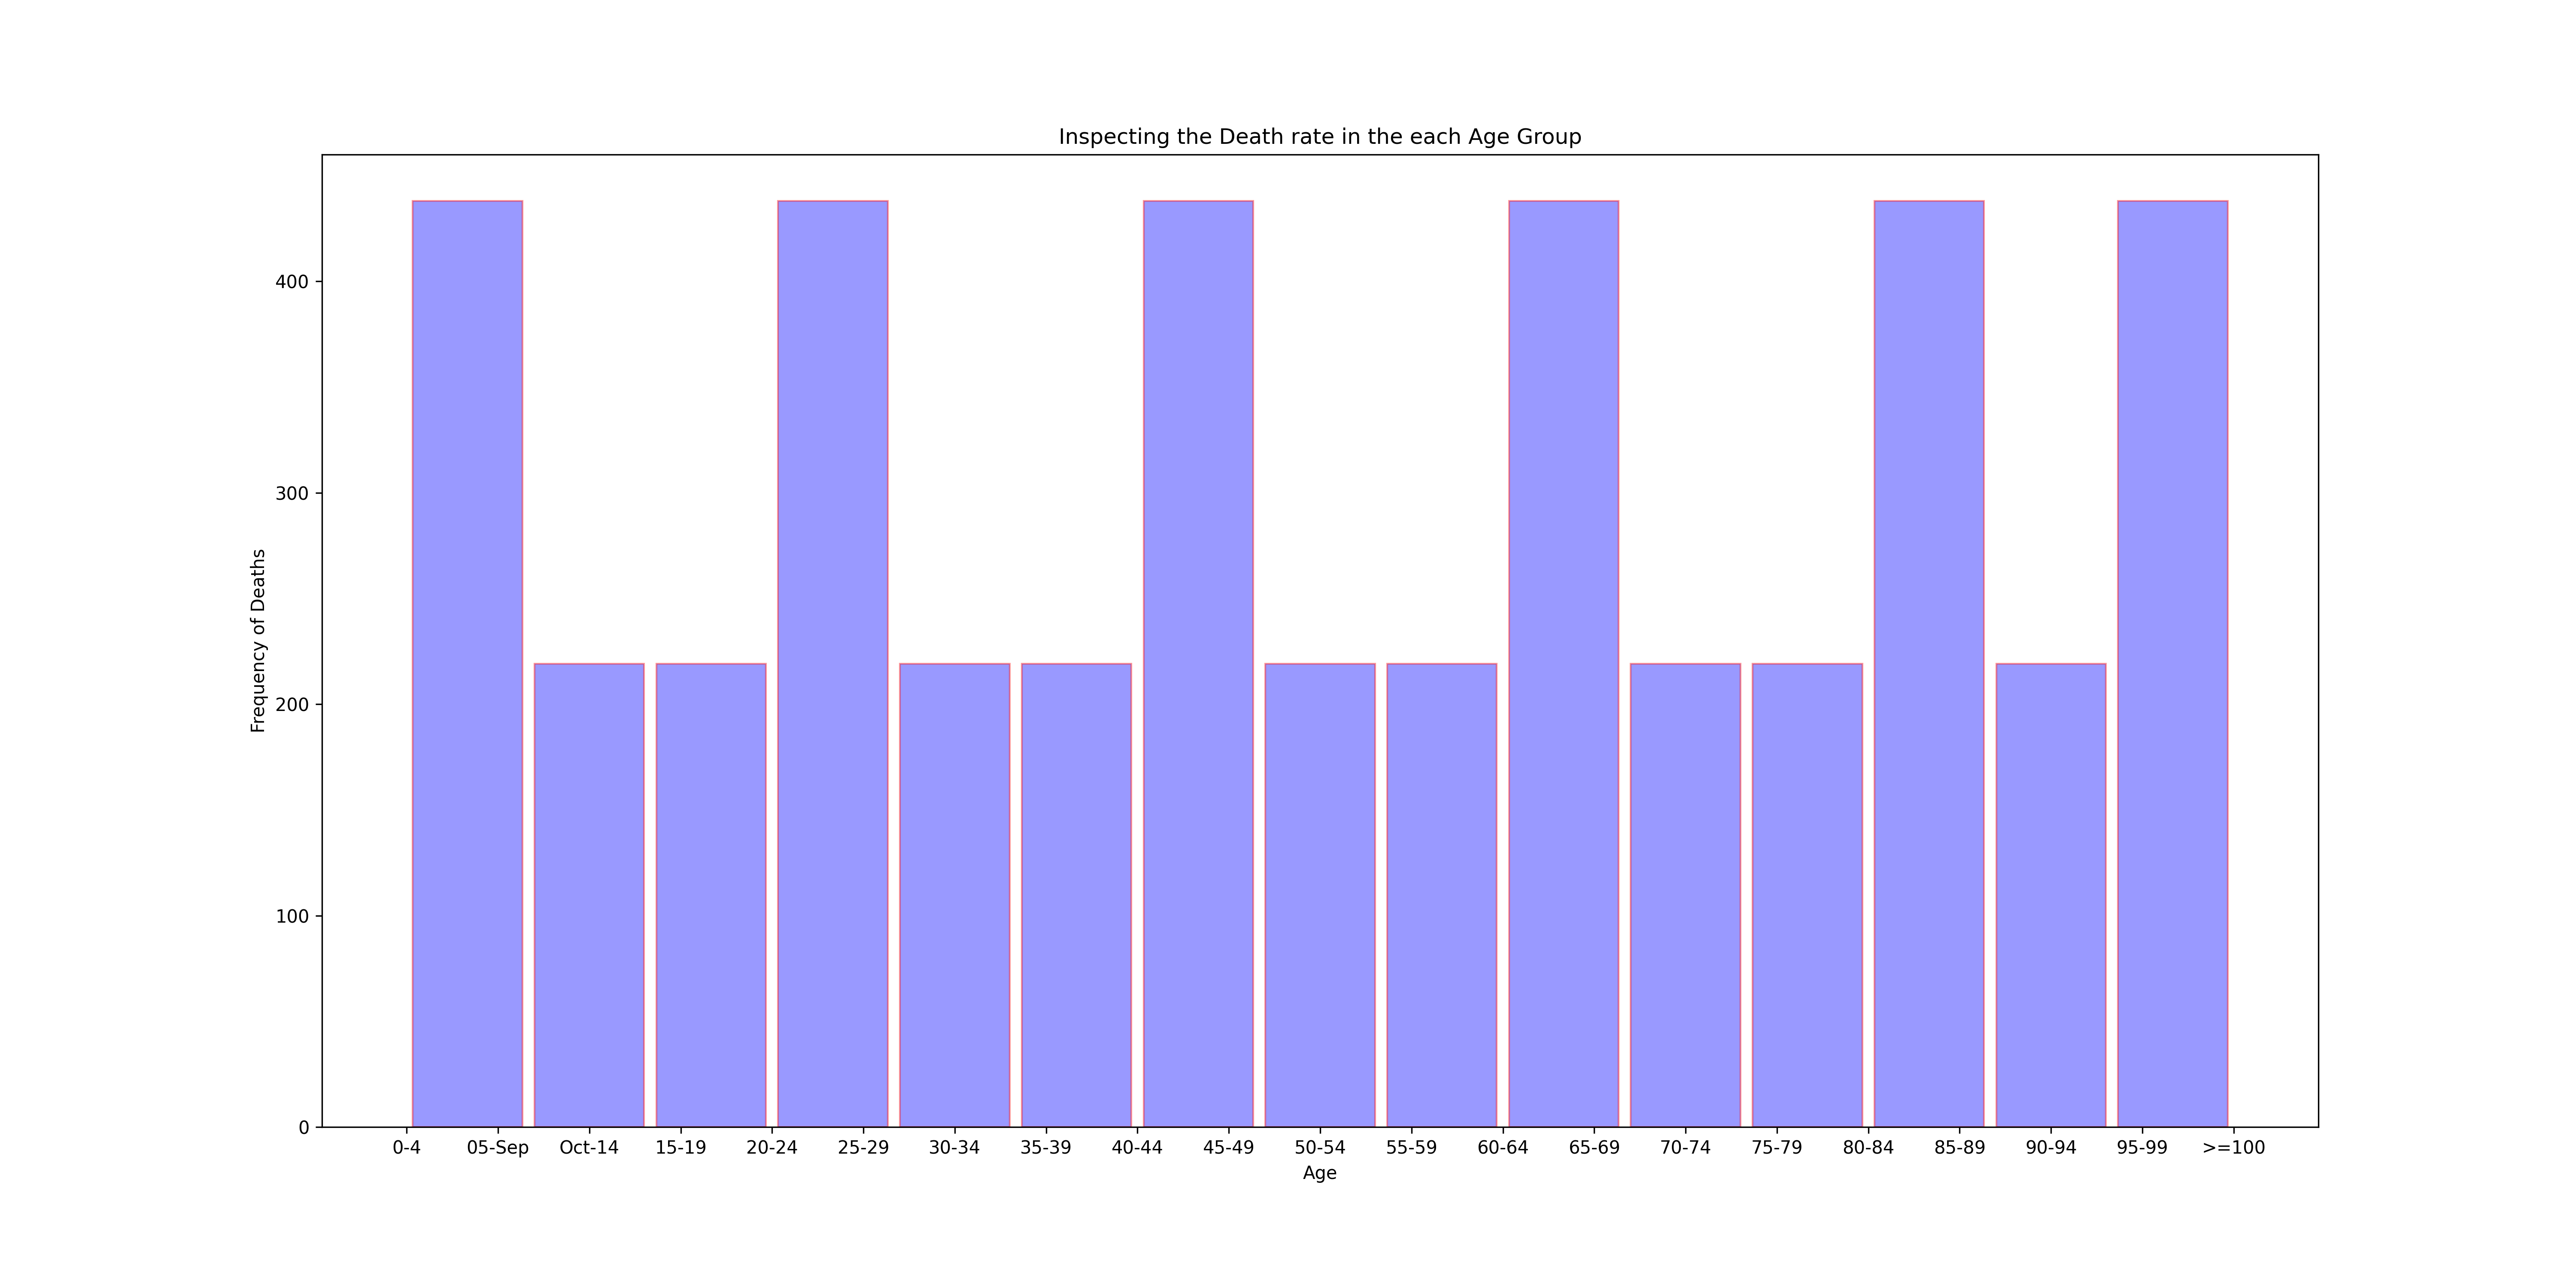 Inspecting the Death rate in the each Age Group
Frequency of Deaths
400
300
200
100
0
0-4 05-Sep Oct-14 15-19 20-24 25-29 30-34 35-39 40-44 45-49 50-54 55-59 60-64 65-69 70-74 75-79 80-84 85-89 90-94 95-99 >=100
Age